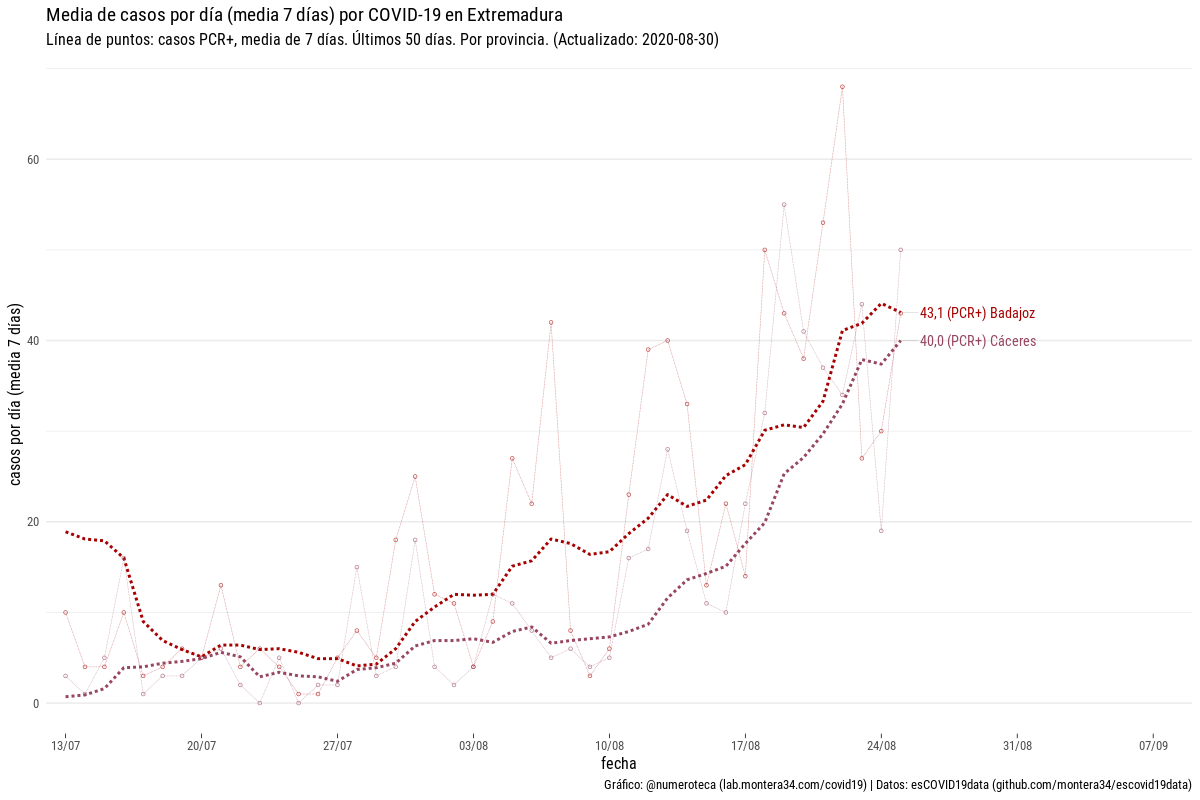 Media de casos por día (media 7 días) por COVID-19 en Extremadura
Línea de puntos: casos PCR+, media de 7 días. Últimos 50 días. Por provincia. (Actualizado: 2020-08-30)
casos por día (media 7 días)
60
40
20
0
43,1 (PCR+) Badajoz
40,0 (PCR+) Cáceres
13/07 20/07 27/07 03/08 10/08 17/08 24/08 31/08 07/09
fecha
Gráfico: @numeroteca (lab.montera34.com/covid19) | Datos: esCOVID19data (github.com/montera34/escovid19data)